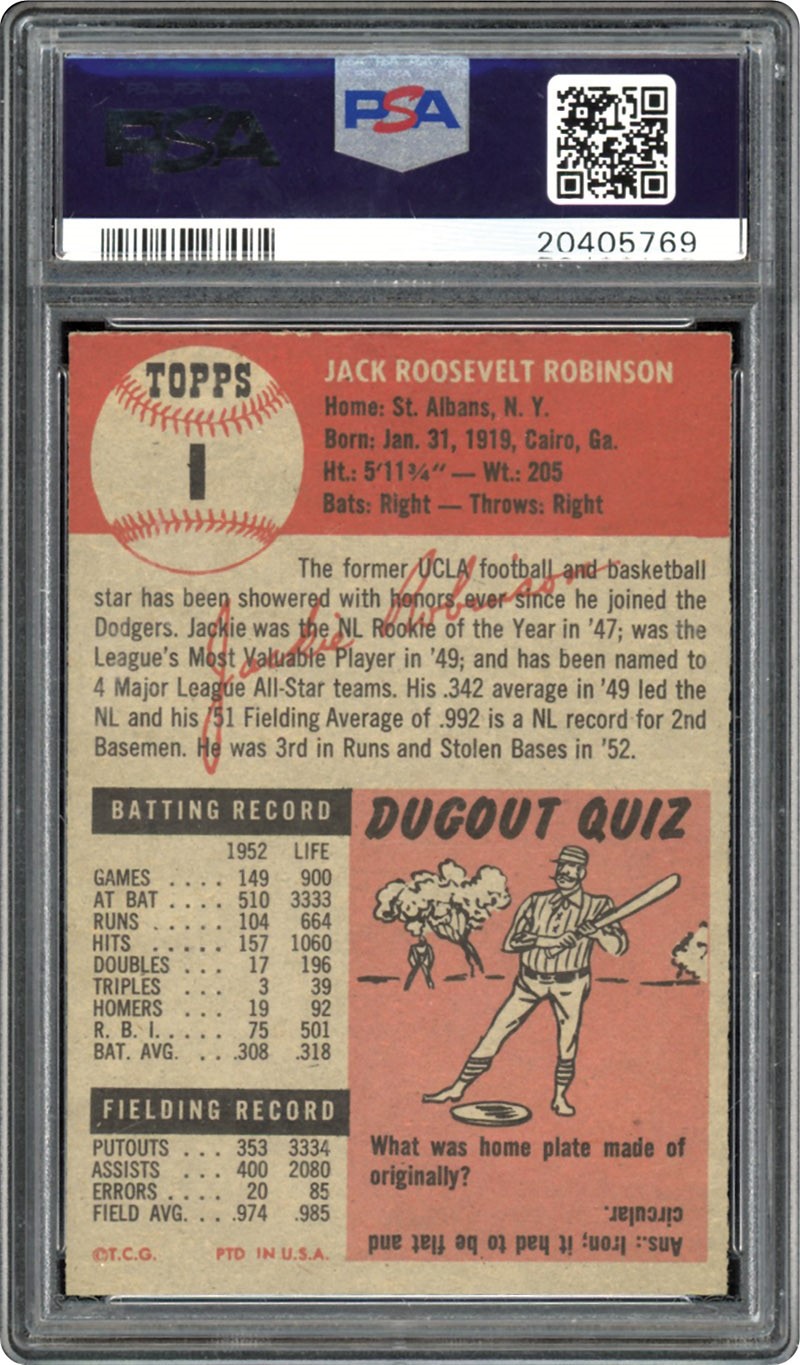 PSA
PSA
20405769
TOPPS
1
JACK ROOSEVELT ROBINSON
Home: St. Albans, N. Y.
Born: Jan. 31, 1919, Cairo, Ga.
Ht.: 5'11¾" — Wt.: 205
Bats: Right — Throws: Right
The former UCLA football and basketball
star has been showered with honors ever since he joined the
Dodgers. Jackie was the NL Rookie of the Year in '47; was the
League's Most Valuable Player in '49; and has been named to
4 Major League All-Star teams. His .342 average in '49 led the
NL and his '51 Fielding Average of .992 is a NL record for 2nd
Basemen. He was 3rd in Runs and Stolen Bases in '52.
Jackie Robinson
BATTING RECORD
1952 LIFE
GAMES .... 149 900
AT BAT .... 510 3333
RUNS ..... 104 664
HITS ..... 157 1060
DOUBLES ... 17 196
TRIPLES ... 3 39
HOMERS ... 19 92
R. B. I. .... 75 501
BAT. AVG. ... .308 .318
FIELDING RECORD
PUTOUTS ... 353 3334
ASSISTS ... 400 2080
ERRORS .... 20 85
FIELD AVG. ... .974 .985
©T.C.G. PTD IN U.S.A.
DUGOUT QUIZ
What was home plate made of
originally?
Ans.: Iron; it had to be flat and
circular.